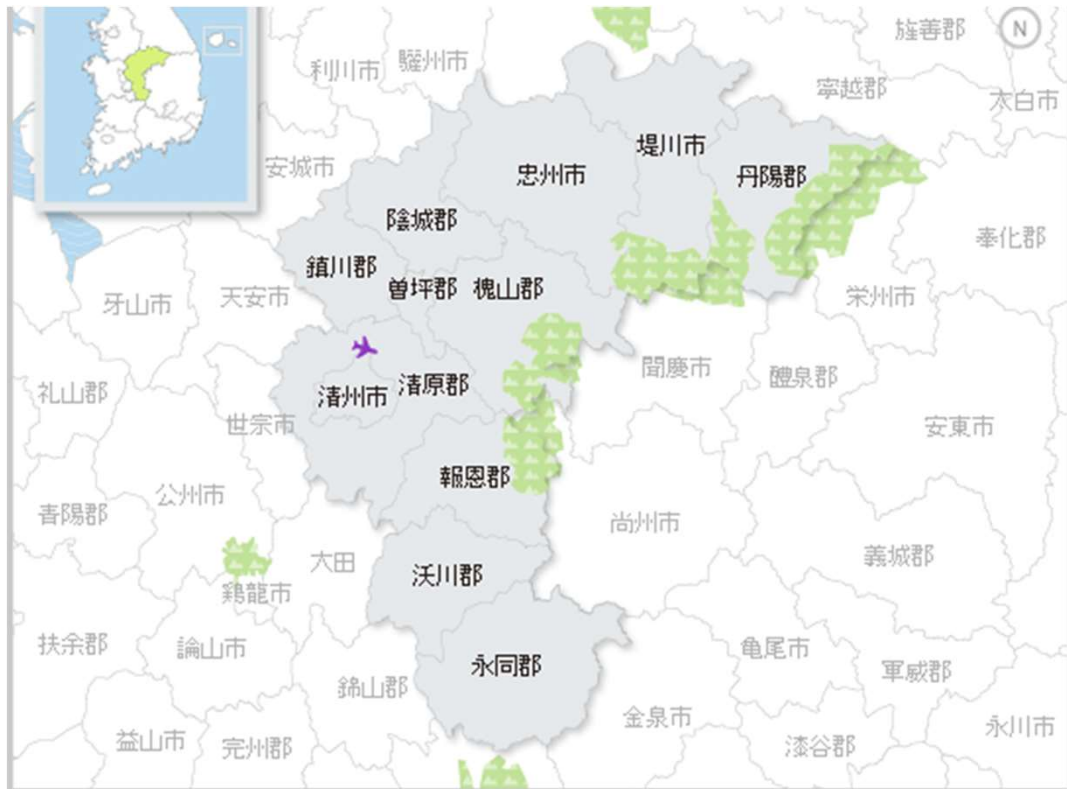 N
旌善郡
驪州市
利川市
寧越郡
太白市
堤川市
安城市
忠州市
丹陽郡
陰城郡
奉化郡
鎮川郡
曽坪郡
槐山郡
天安市
牙山市
栄州市
聞慶市
醴泉郡
清原郡
礼山郡
清州市
世宗市
安東市
報恩郡
公州市
青陽郡
尚州市
義城郡
大田
沃川郡
鶏龍市
扶余郡
論山市
亀尾市
永同郡
軍威郡
錦山郡
金泉市
永川市
益山市
完州郡
漆谷郡